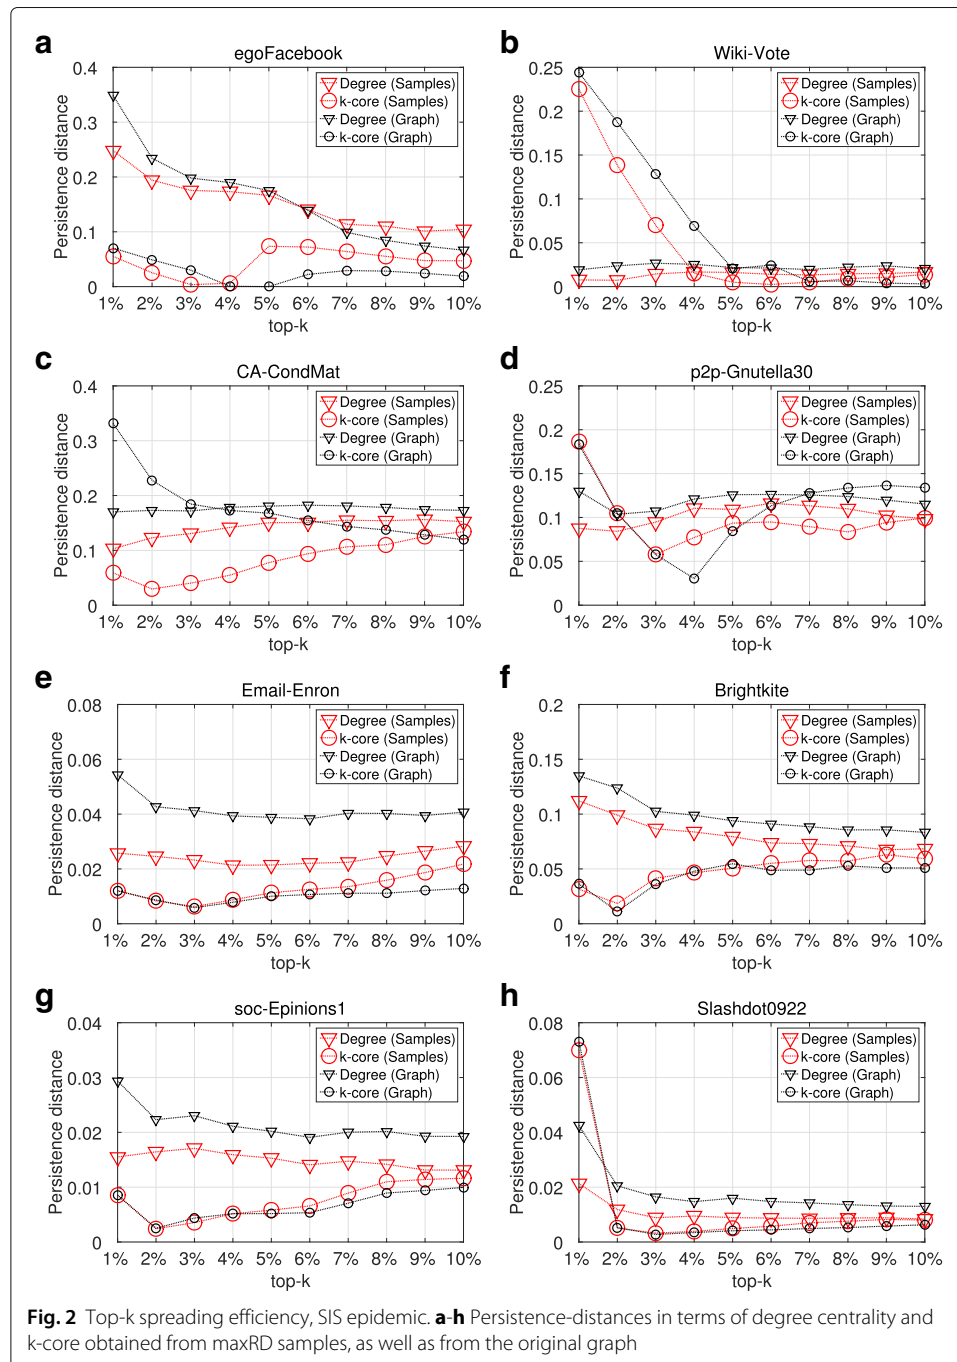 a
egoFacebook
0.4
0.3
0.2
0.1
0
Persistence distance
Degree (Samples)
k-core (Samples)
Degree (Graph)
k-core (Graph)
1% 2% 3% 4% 5% 6% 7% 8% 9% 10%
top-k
b
Wiki-Vote
0.25
0.2
0.15
0.1
0.05
0
Persistence distance
Degree (Samples)
k-core (Samples)
Degree (Graph)
k-core (Graph)
1% 2% 3% 4% 5% 6% 7% 8% 9% 10%
top-k
c
CA-CondMat
0.4
0.3
0.2
0.1
0
Persistence distance
Degree (Samples)
k-core (Samples)
Degree (Graph)
k-core (Graph)
1% 2% 3% 4% 5% 6% 7% 8% 9% 10%
top-k
d
p2p-Gnutella30
0.25
0.2
0.15
0.1
0.05
0
Persistence distance
Degree (Samples)
k-core (Samples)
Degree (Graph)
k-core (Graph)
1% 2% 3% 4% 5% 6% 7% 8% 9% 10%
top-k
e
Email-Enron
0.08
0.06
0.04
0.02
0
Persistence distance
Degree (Samples)
k-core (Samples)
Degree (Graph)
k-core (Graph)
1% 2% 3% 4% 5% 6% 7% 8% 9% 10%
top-k
f
Brightkite
0.2
0.15
0.1
0.05
0
Persistence distance
Degree (Samples)
k-core (Samples)
Degree (Graph)
k-core (Graph)
1% 2% 3% 4% 5% 6% 7% 8% 9% 10%
top-k
g
soc-Epinions1
0.04
0.03
0.02
0.01
0
Persistence distance
Degree (Samples)
k-core (Samples)
Degree (Graph)
k-core (Graph)
1% 2% 3% 4% 5% 6% 7% 8% 9% 10%
top-k
h
Slashdot0922
0.08
0.06
0.04
0.02
0
Persistence distance
Degree (Samples)
k-core (Samples)
Degree (Graph)
k-core (Graph)
1% 2% 3% 4% 5% 6% 7% 8% 9% 10%
top-k
Fig. 2 Top-k spreading efficiency, SIS epidemic. a-h Persistence-distances in terms of degree centrality and
k-core obtained from maxRD samples, as well as from the original graph